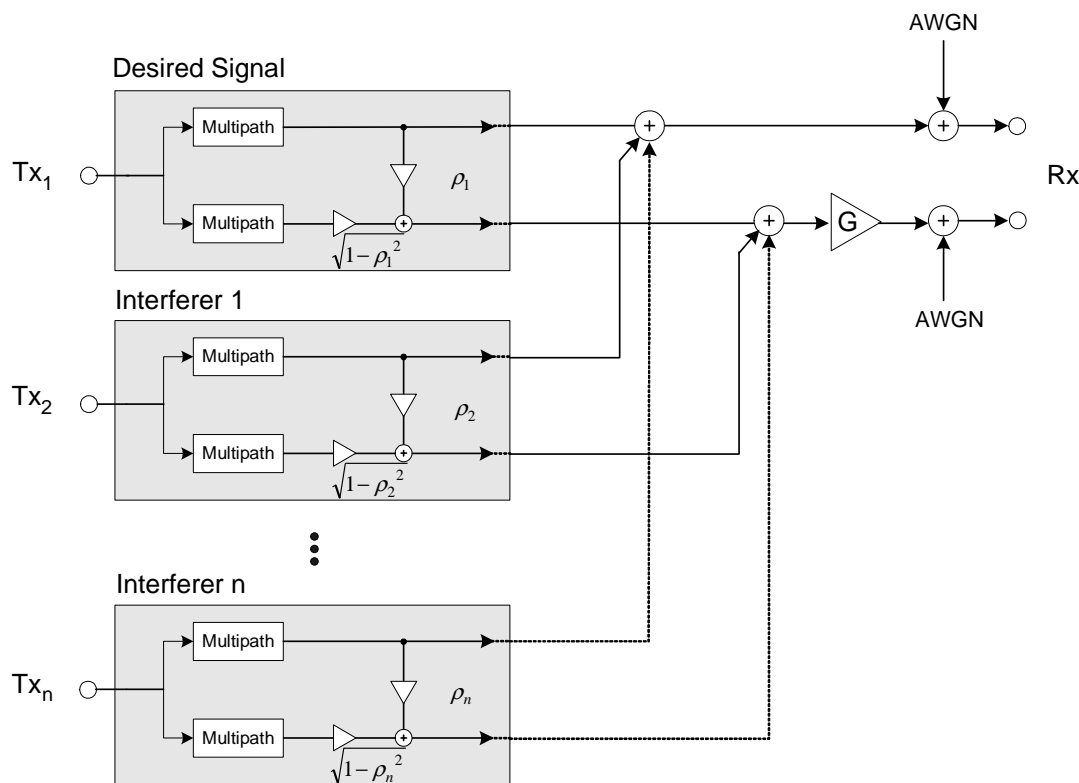 AWGN
Desired Signal
Multipath
Tx₁
ρ₁
Rx
Multipath
√1−ρ₁²
G
AWGN
Interferer 1
Multipath
Tx₂
ρ₂
Multipath
√1−ρ₂²
Interferer n
Multipath
Txₙ
ρₙ
Multipath
√1−ρₙ²